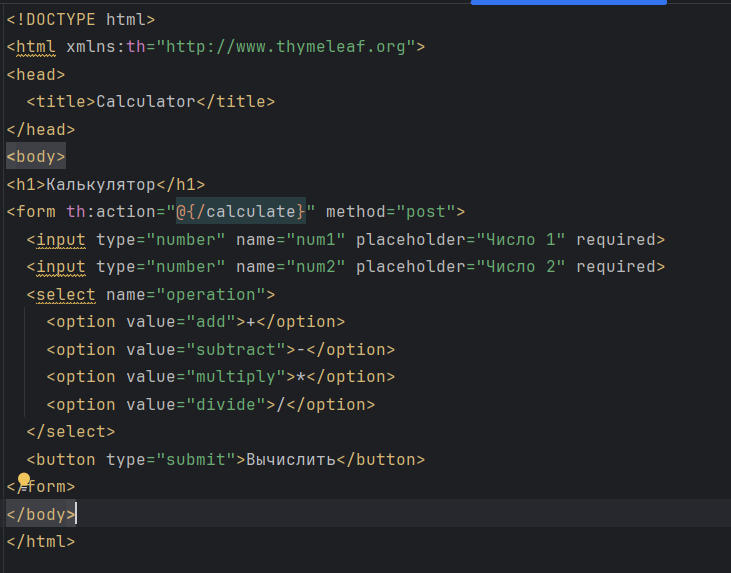 <!DOCTYPE html>
<html xmlns:th="http://www.thymeleaf.org">
<head>
  <title>Calculator</title>
</head>
<body>
<h1>Калькулятор</h1>
<form th:action="@{/calculate}" method="post">
  <input type="number" name="num1" placeholder="Число 1" required>
  <input type="number" name="num2" placeholder="Число 2" required>
  <select name="operation">
    <option value="add">+</option>
    <option value="subtract">-</option>
    <option value="multiply">*</option>
    <option value="divide">/</option>
  </select>
  <button type="submit">Вычислить</button>
</form>
</body>
</html>